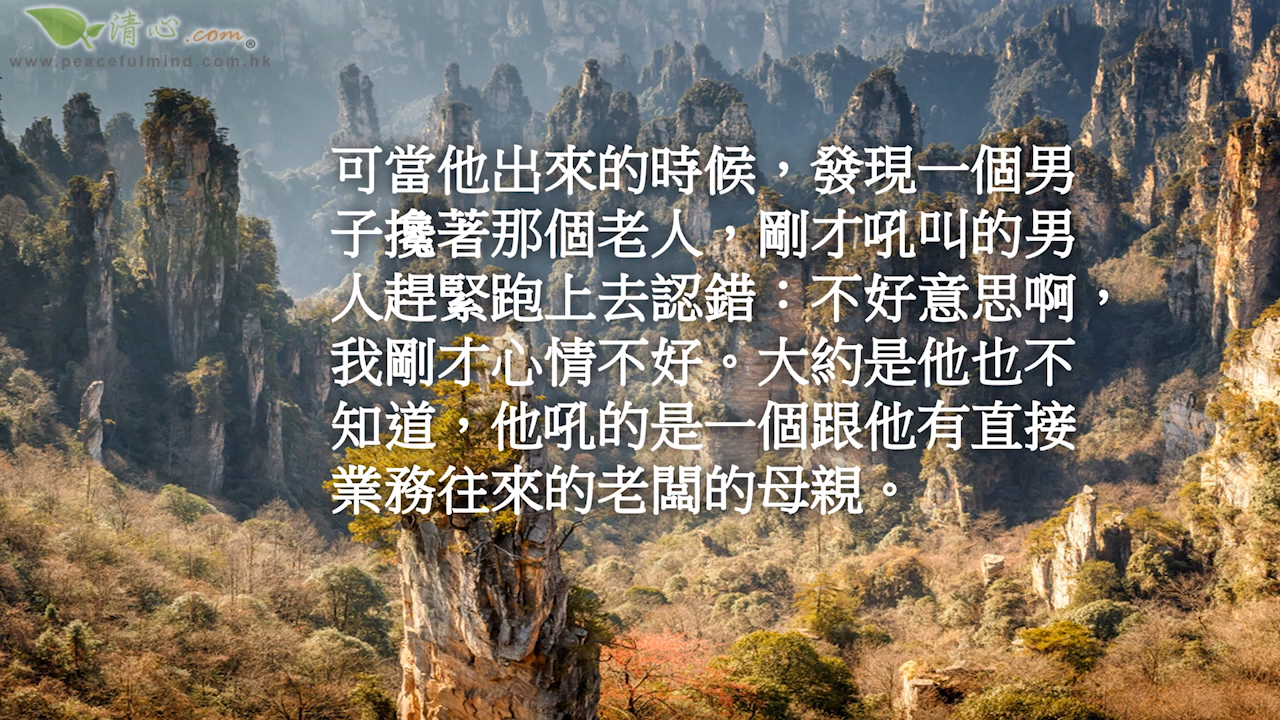 清心.com®
www.peacefulmind.com.hk
可當他出來的時候，發現一個男
子攙著那個老人，剛才吼叫的男
人趕緊跑上去認錯：不好意思啊，
我剛才心情不好。大約是他也不
知道，他吼的是一個跟他有直接
業務往來的老闆的母親。